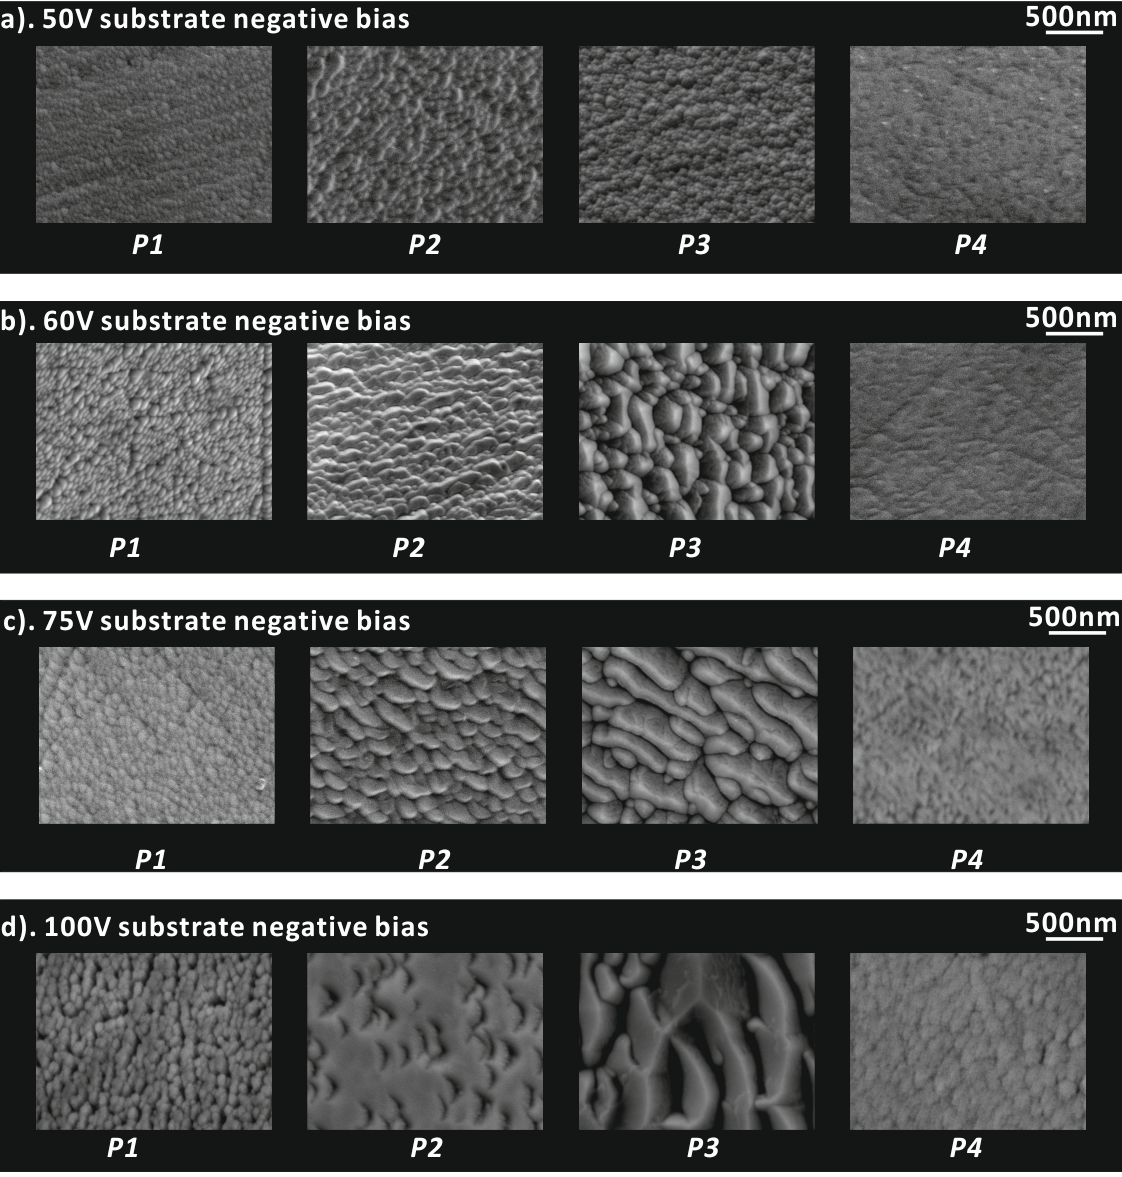 a). 50V substrate negative bias 500nm
P1 P2 P3 P4
b). 60V substrate negative bias 500nm
P1 P2 P3 P4
c). 75V substrate negative bias 500nm
P1 P2 P3 P4
d). 100V substrate negative bias 500nm
P1 P2 P3 P4